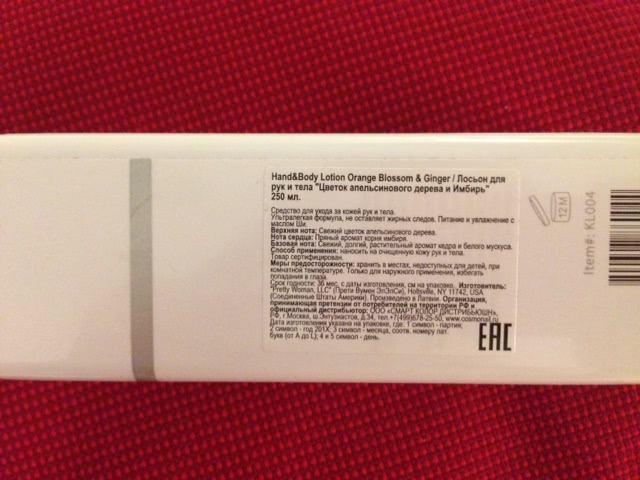 Hand&Body Lotion Orange Blossom & Ginger / Лосьон для
рук и тела "Цветок апельсинового дерева и Имбирь"
250 мл.
Средство для ухода за кожей рук и тела.
Ультралегкая формула, не оставляет жирных следов. Питание и увлажнение с
маслом Ши.
Верхняя нота: Свежий цветок апельсинового дерева.
Нота сердца: Пряный аромат корня имбиря.
Базовая нота: Свежий, долгий, растительный аромат кедра и белого мускуса.
Способ применения: наносить на очищенную кожу рук и тела.
Товар сертифицирован.
Меры предосторожности: хранить в местах, недоступных для детей, при
комнатной температуре. Только для наружного применения, избегать
попадания в глаза.
Срок годности: 36 мес. с даты изготовления, см на упаковке. Изготовитель:
"Pretty Woman, LLC" (Прети Вумен ЭлЭлСи), Holtsville, NY 11742, USA
(Соединенные Штаты Америки). Произведено в Латвии. Организация,
принимающая претензии от потребителей на территории РФ и
официальный дистрибьютор: ООО «СМАРТ КОЛОР ДИСТРИБЬЮШН»,
РФ, г.Москва, ш.Энтузиастов, д.34, тел.+7(499)678-25-50, www.cosmonail.ru
Дата изготовления указана на упаковке, где: 1 символ - партия;
2 символ - год 201X; 3 символ - месяца, соотв. номеру лат.
букв (от A до L); 4 и 5 символ - день.
EAC
12M
Item#: KL004